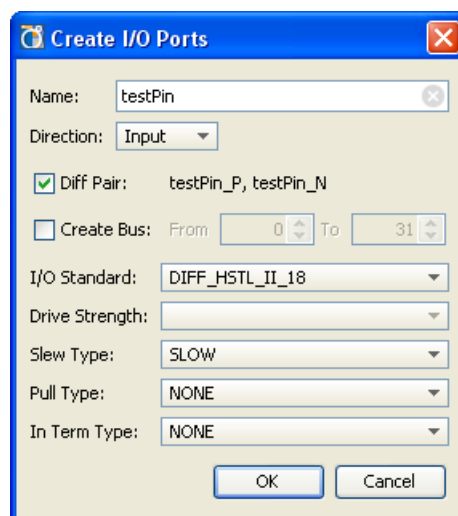 Create I/O Ports
Name: testPin
Direction: Input
Diff Pair: testPin_P, testPin_N
Create Bus: From 0 To 31
I/O Standard: DIFF_HSTL_II_18
Drive Strength:
Slew Type: SLOW
Pull Type: NONE
In Term Type: NONE
OK Cancel